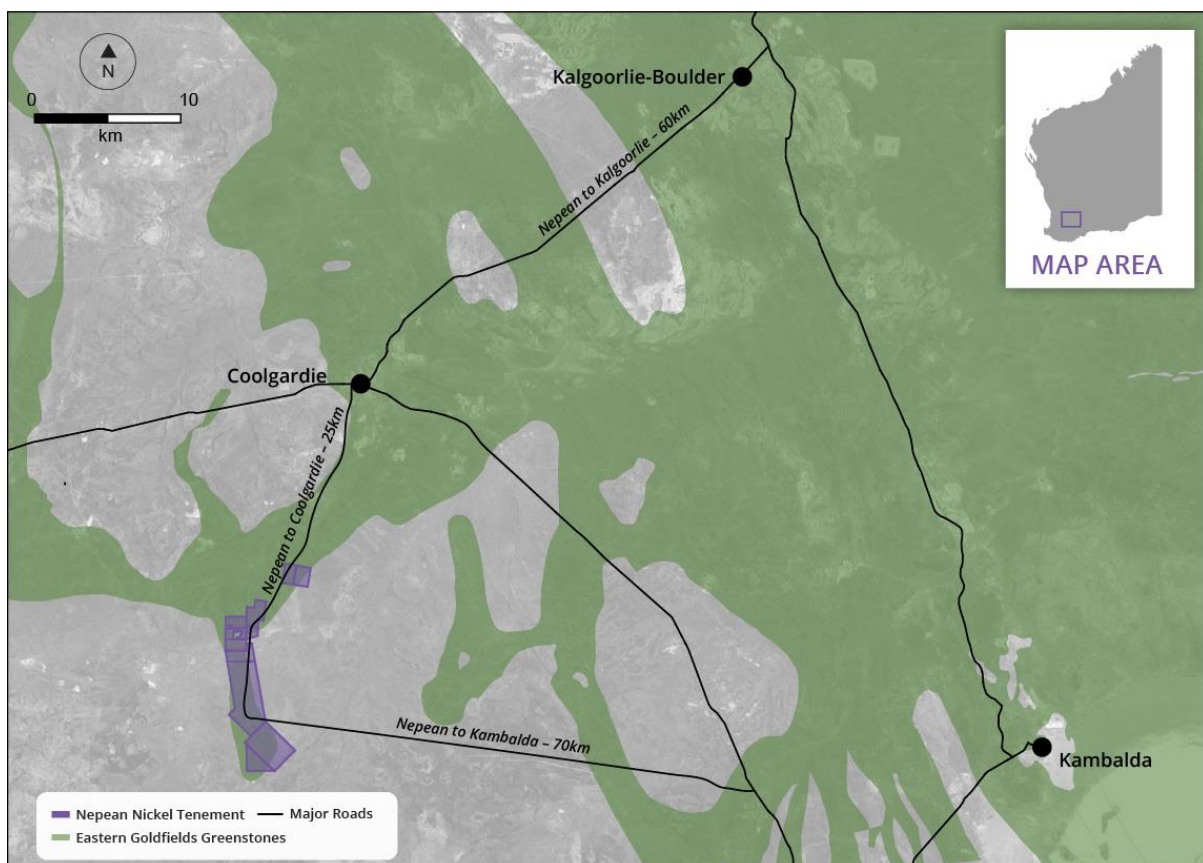 N
0 10
km
Kalgoorlie-Boulder
Nepean to Kalgoorlie – 60km
MAP AREA
Coolgardie
Nepean to Coolgardie – 25km
Nepean to Kambalda – 70km
Kambalda
Nepean Nickel Tenement
Major Roads
Eastern Goldfields Greenstones